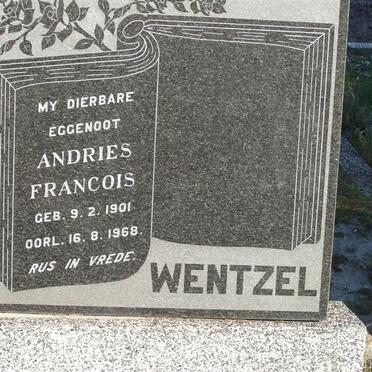 MY DIERBARE
EGGENOOT
ANDRIES
FRANCOIS
GEB. 9. 2. 1901
OORL. 16. 8. 1968.
RUS IN VREDE.
WENTZEL